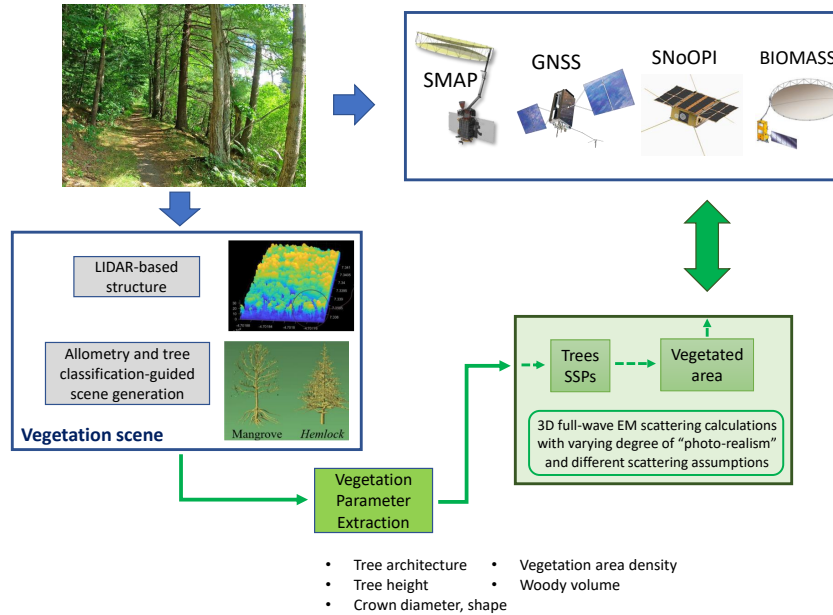 SMAP
GNSS
SNoOPI
BIOMASS
LIDAR-based
structure
Allometry and tree
classification-guided
scene generation
Mangrove
Hemlock
Vegetation scene
Trees
SSPs
Vegetated
area
3D full-wave EM scattering calculations
with varying degree of “photo-realism”
and different scattering assumptions
Vegetation
Parameter
Extraction
• Tree architecture
• Tree height
• Crown diameter, shape
• Vegetation area density
• Woody volume